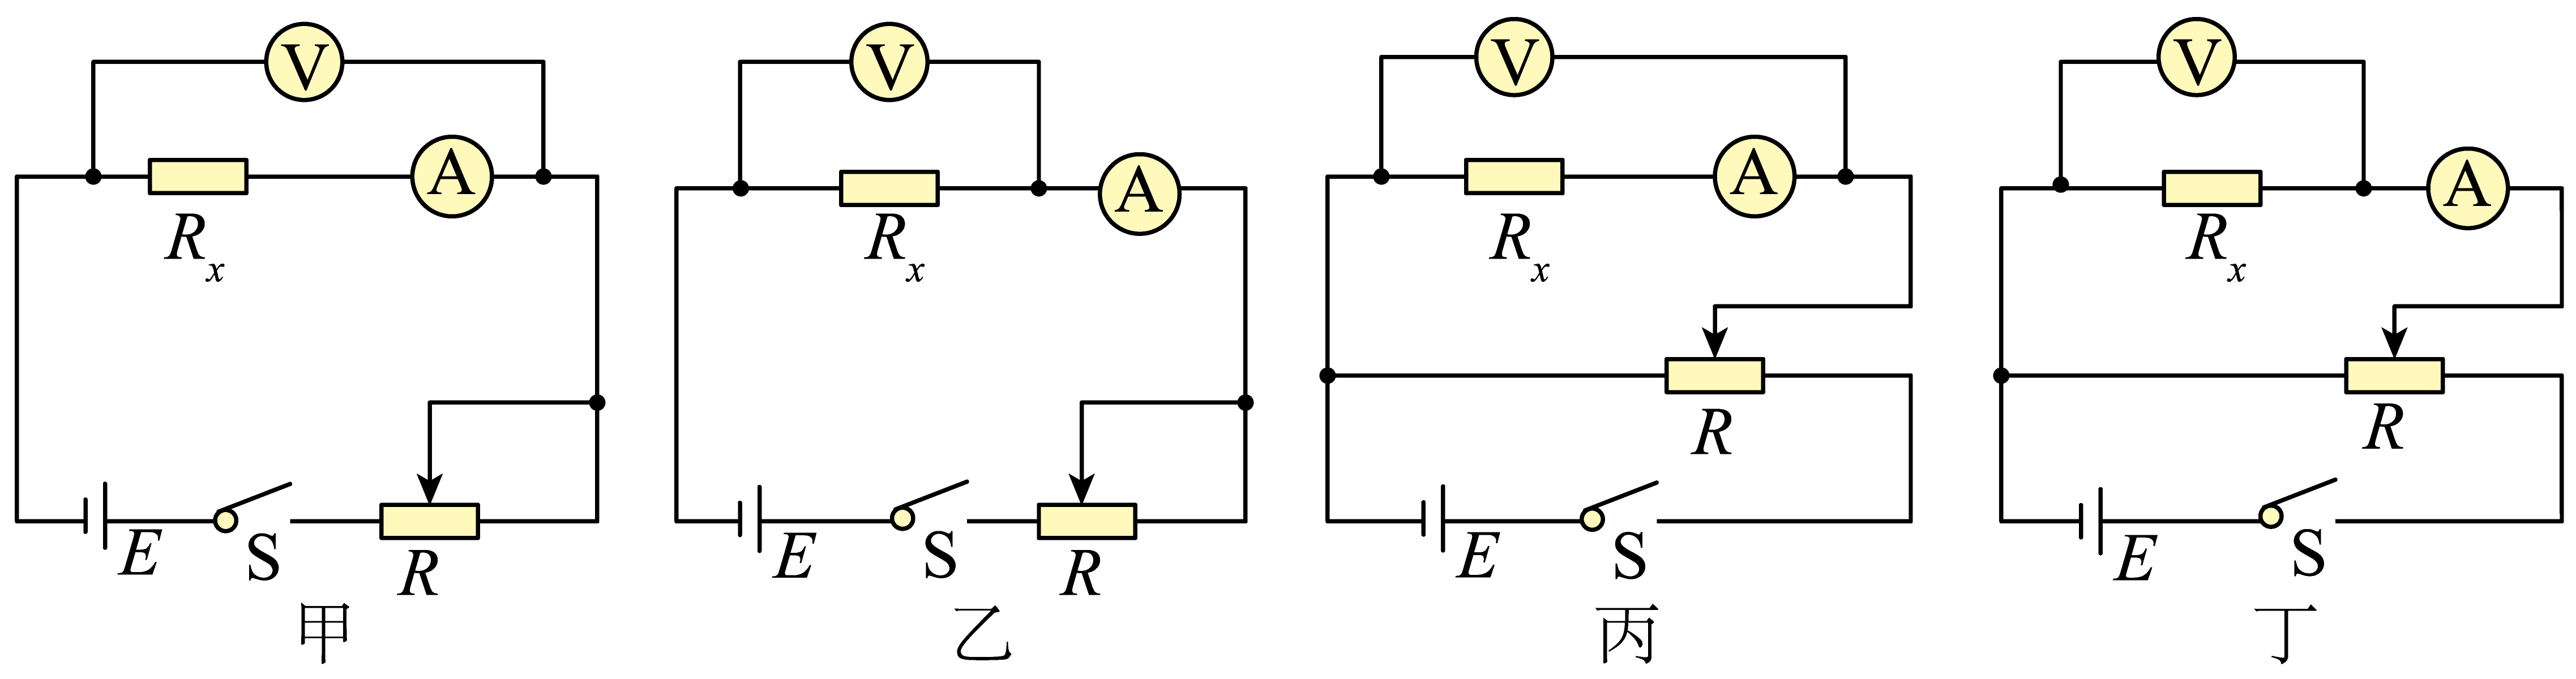 V V V V
A A A A
Rₓ Rₓ Rₓ Rₓ
R R
E S R E S R E S E S
甲 乙 丙 丁